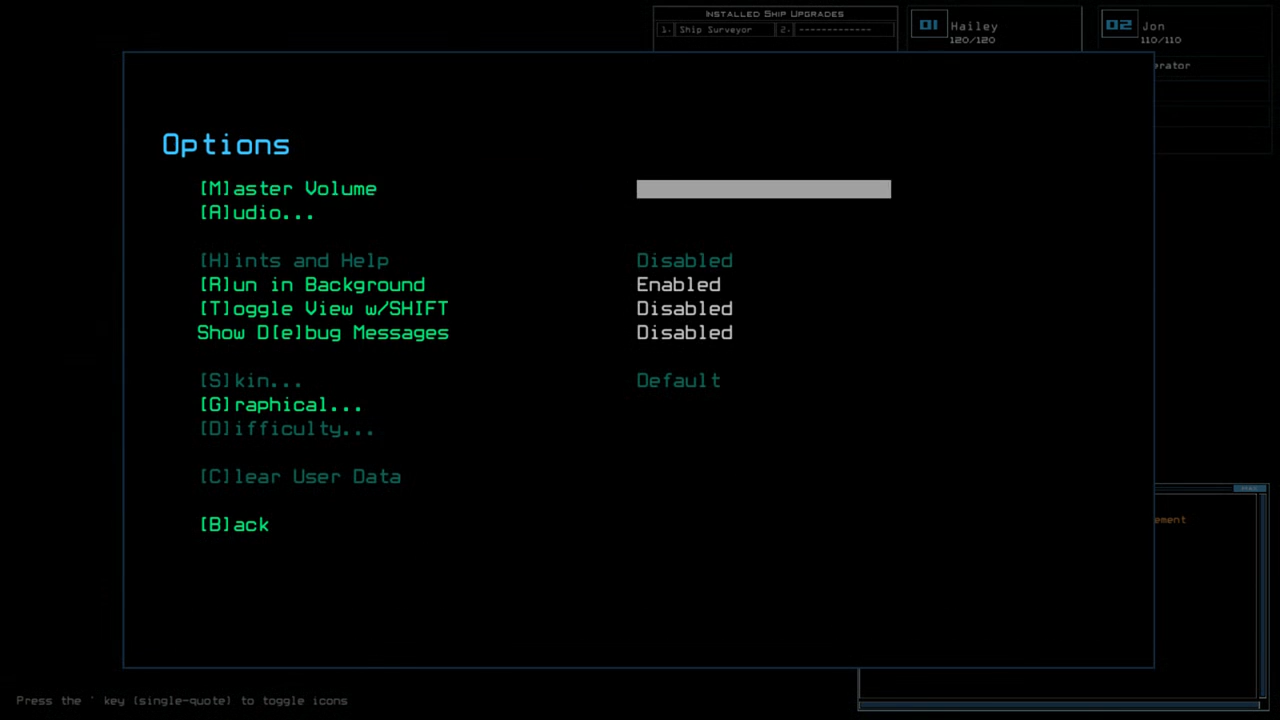 Installed Ship Upgrades
1. Ship Surveyor 2. -------------
01 Hailey
120/120
02 Jon
110/110
erator
Options
[M]aster Volume
[A]udio...
[H]ints and Help Disabled
[R]un in Background Enabled
[T]oggle View w/SHIFT Disabled
Show D[e]bug Messages Disabled
[S]kin... Default
[G]raphical...
[D]ifficulty...
[C]lear User Data
ement
[B]ack
Press the ' key (single-quote) to toggle icons